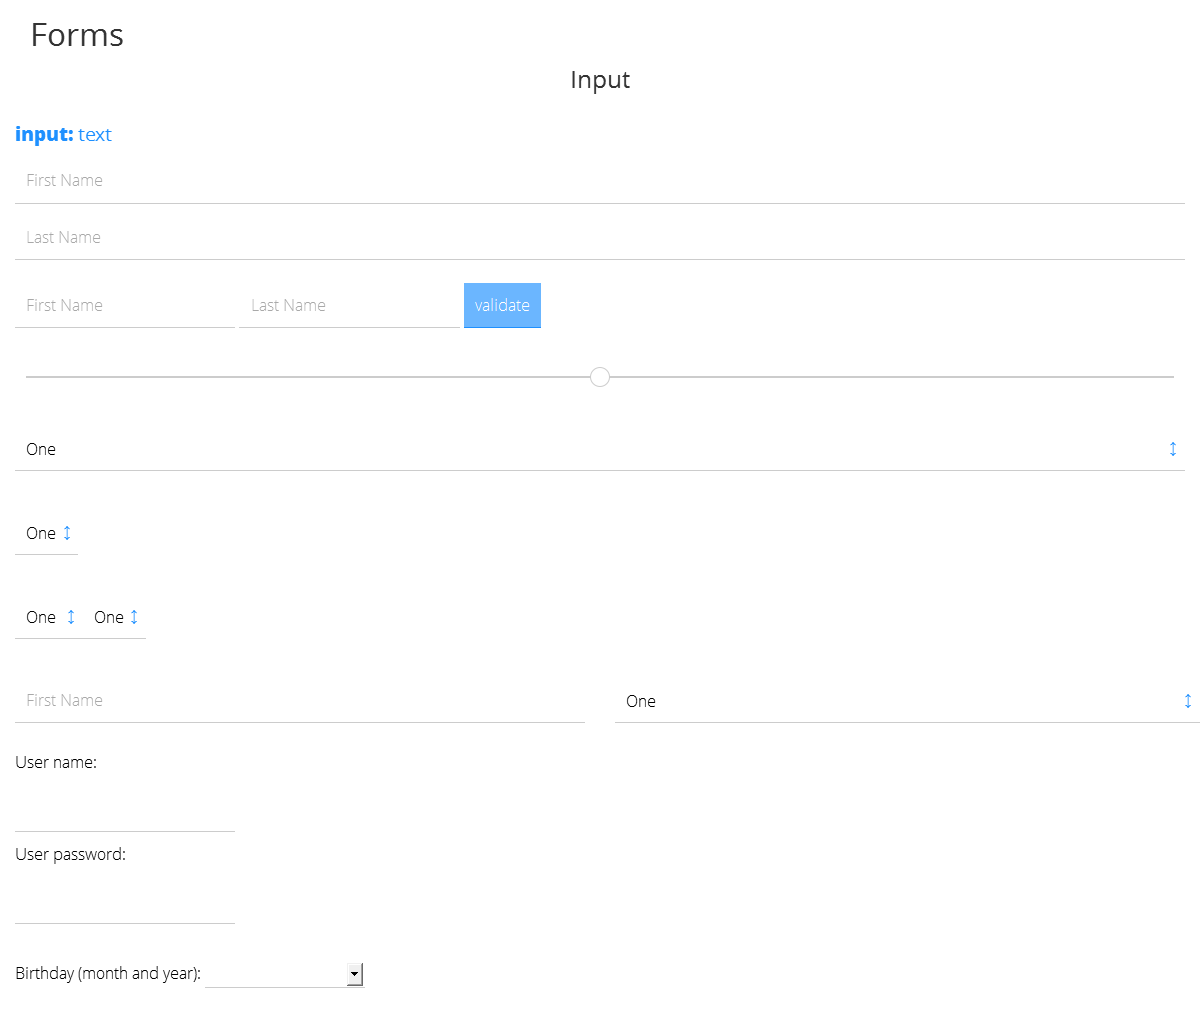 Forms
Input
input: text
First Name
Last Name
First Name Last Name validate
One
One
One One
First Name One
User name:
User password:
Birthday (month and year):